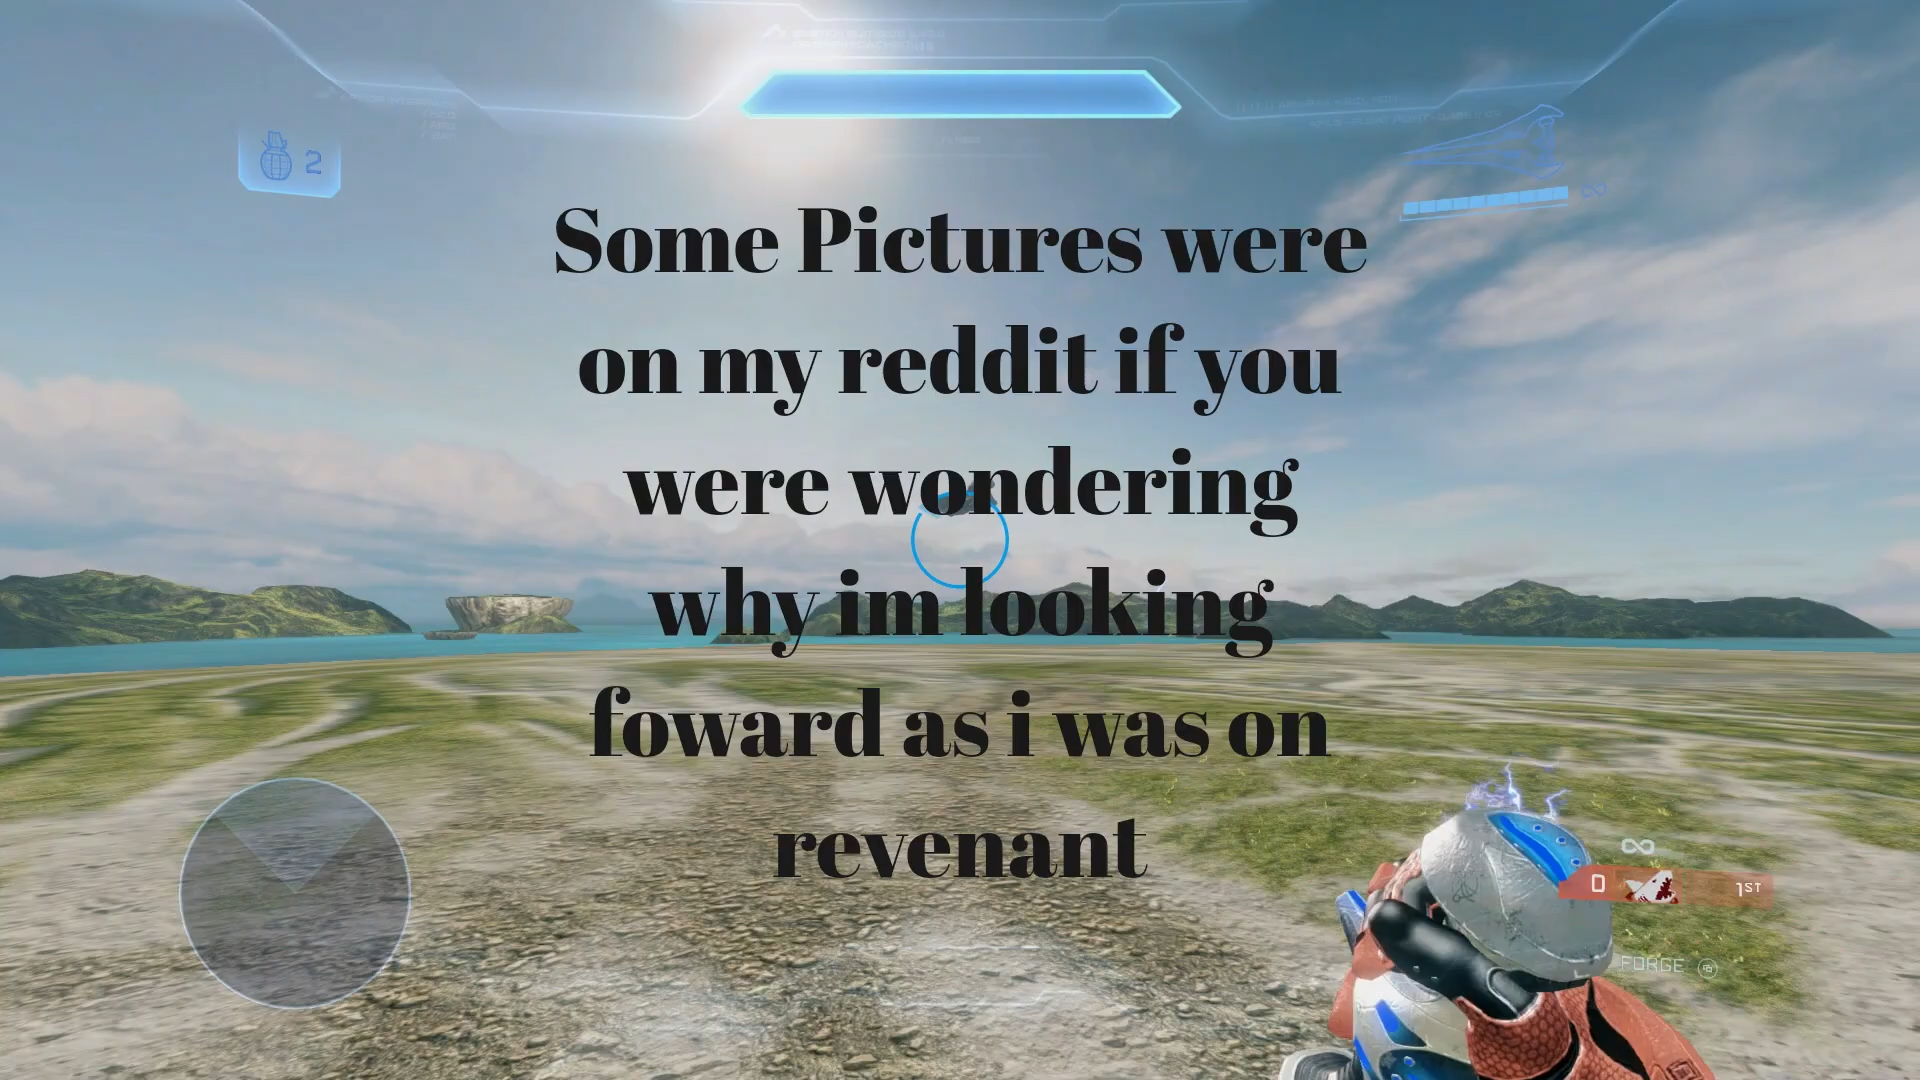 2
Some Pictures were
on my reddit if you
were wondering
why im looking
foward as i was on
revenant
∞
0 1ST
FORGE